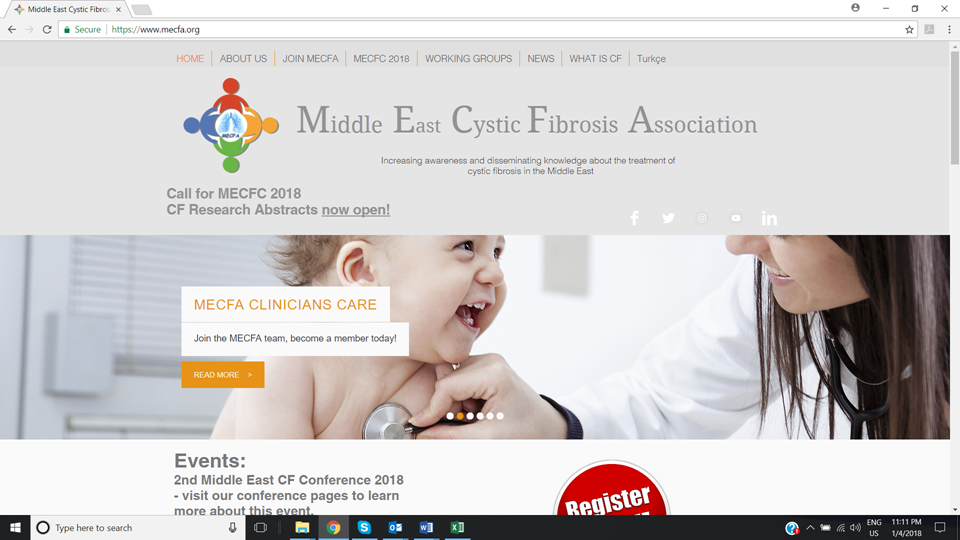 Middle East Cystic Fibros
Secure
https://www.mecfa.org
HOME
ABOUT US
JOIN MECFA
MECFC 2018
WORKING GROUPS
NEWS
WHAT IS CF
Turkçe
MECFA
Middle East Cystic Fibrosis Association
Increasing awareness and disseminating knowledge about the treatment of
cystic fibrosis in the Middle East
Call for MECFC 2018
CF Research Abstracts now open!
MECFA CLINICIANS CARE
Join the MECFA team, become a member today!
READ MORE >
Events:
2nd Middle East CF Conference 2018
- visit our conference pages to learn
more about this event.
Register
Type here to search
ENG
US
11:11 PM
1/4/2018